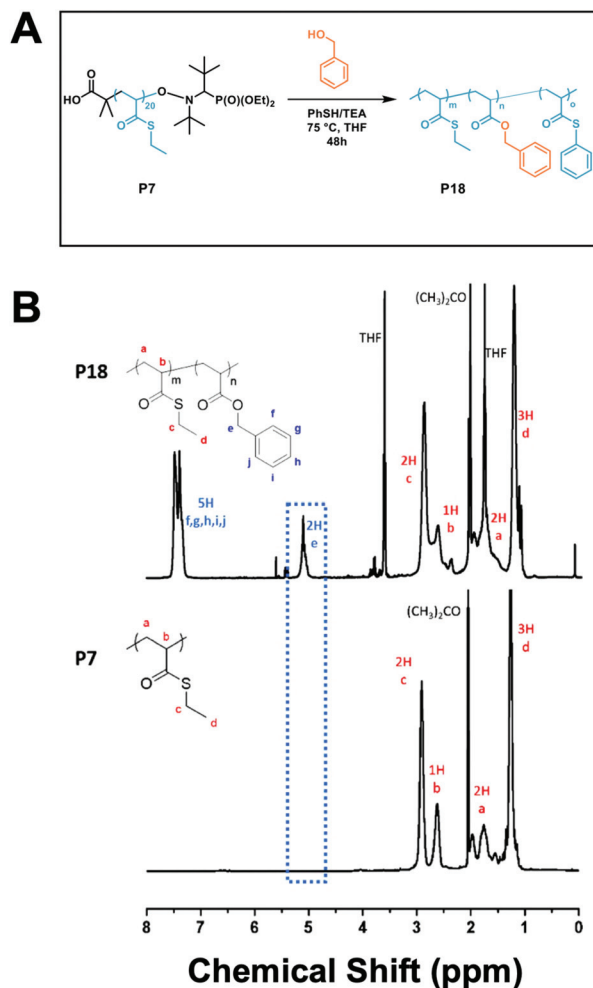 A
HO
O
HO
20
O
N
P(O)(OEt)2
O
S
P7
PhSH/TEA
75 °C, THF
48h
m
n
o
O
S
O
O
O
S
P18
B
P18
a
b
m
n
O
S
O
O
c
d
e
f
g
h
i
j
5H
f,g,h,i,j
2H
e
THF
2H
c
1H
b
(CH3)2CO
THF
2H
a
3H
d
P7
a
b
O
S
c
d
2H
c
1H
b
(CH3)2CO
2H
a
3H
d
8 7 6 5 4 3 2 1 0
Chemical Shift (ppm)